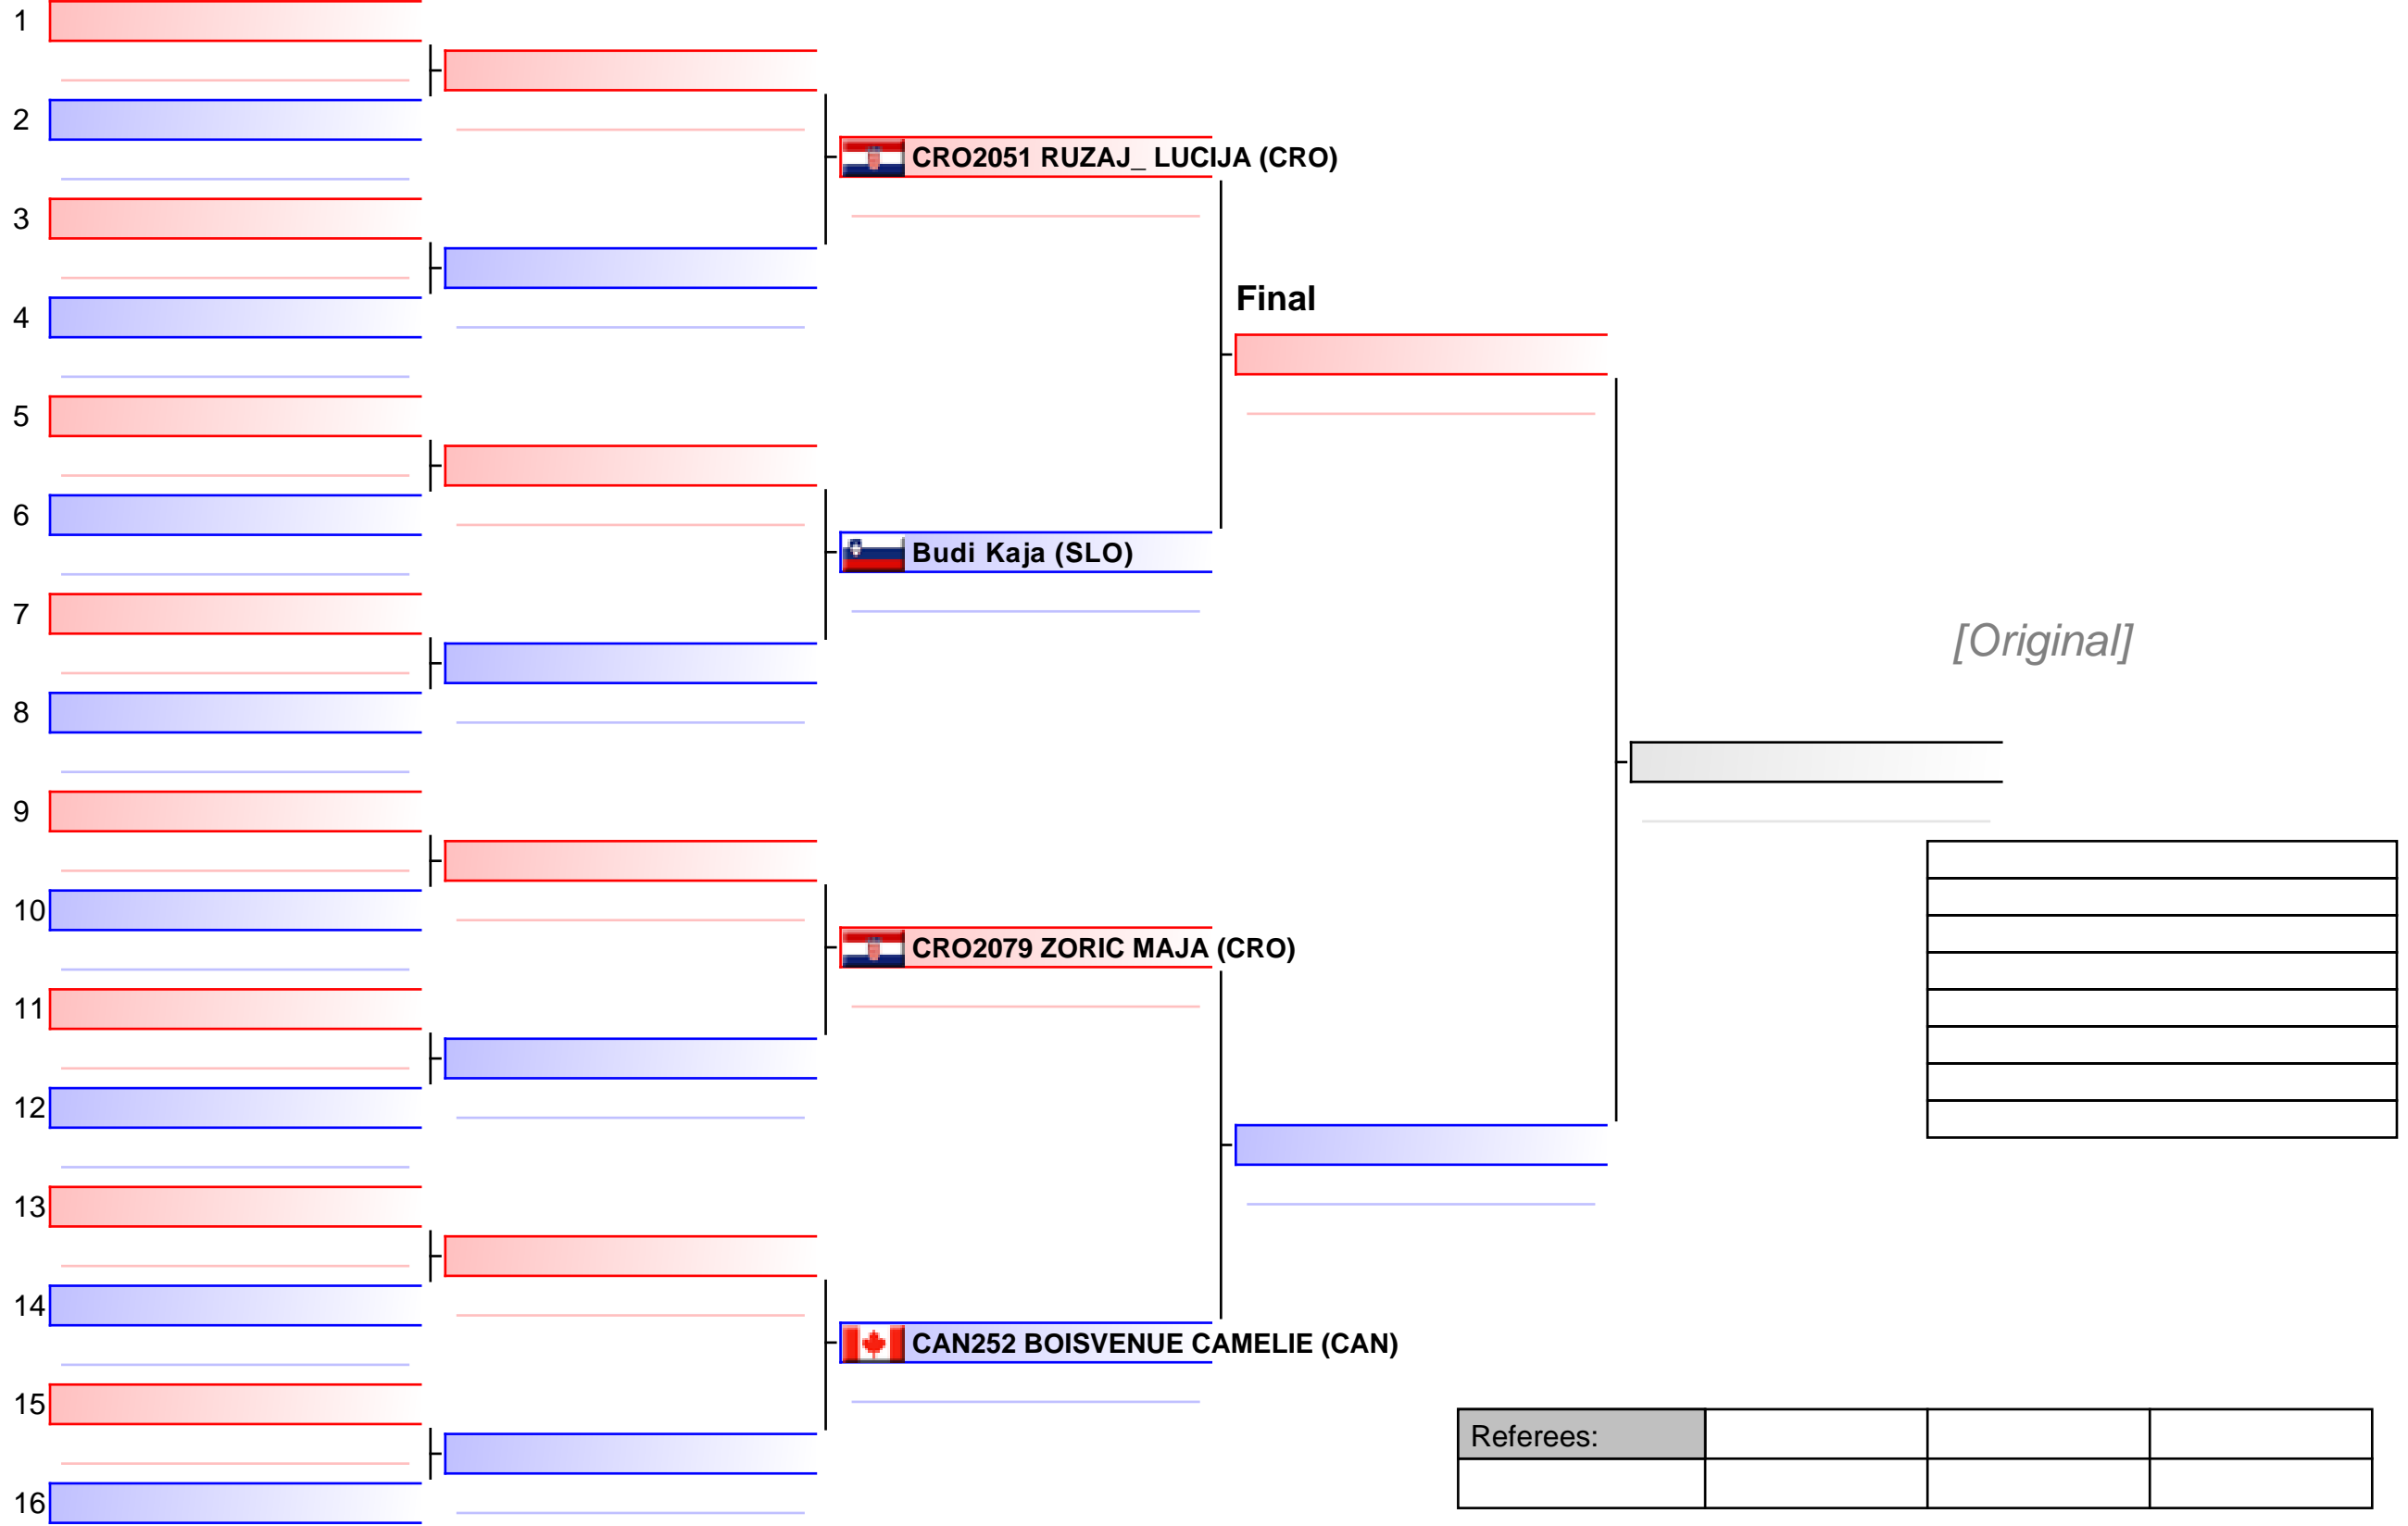 1
2
CRO2051 RUZAJ_ LUCIJA (CRO)
3
Final
4
5
6
Budi Kaja (SLO)
7
[Original]
8
9
10
CRO2079 ZORIC MAJA (CRO)
11
12
13
14
CAN252 BOISVENUE CAMELIE (CAN)
15
Referees:
16